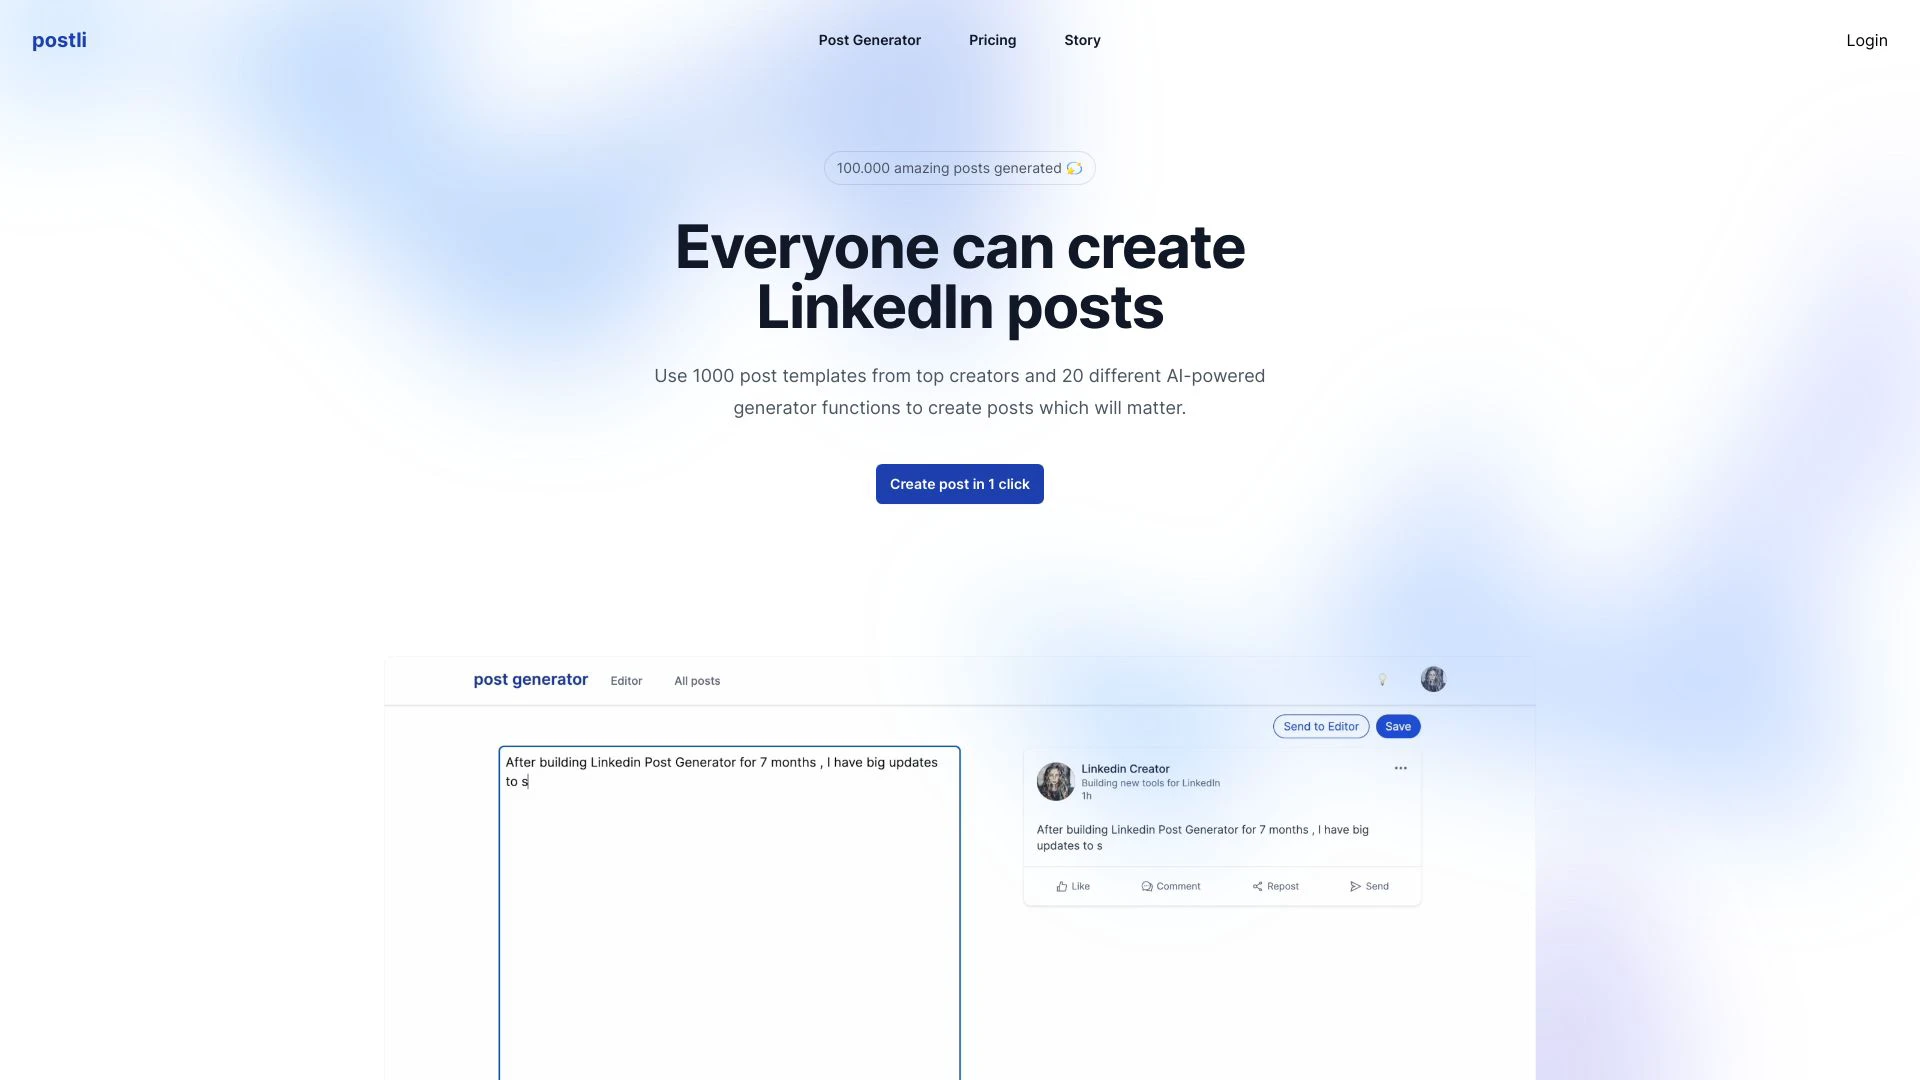 postli
Post Generator
Pricing
Story
Login
100.000 amazing posts generated 💫
Everyone can create
LinkedIn posts
Use 1000 post templates from top creators and 20 different AI-powered
generator functions to create posts which will matter.
Create post in 1 click
post generator
Editor
All posts
Send to Editor
Save
After building Linkedin Post Generator for 7 months , I have big updates
to s
Linkedin Creator
Building new tools for LinkedIn
1h
After building Linkedin Post Generator for 7 months , I have big
updates to s
Like
Comment
Repost
Send